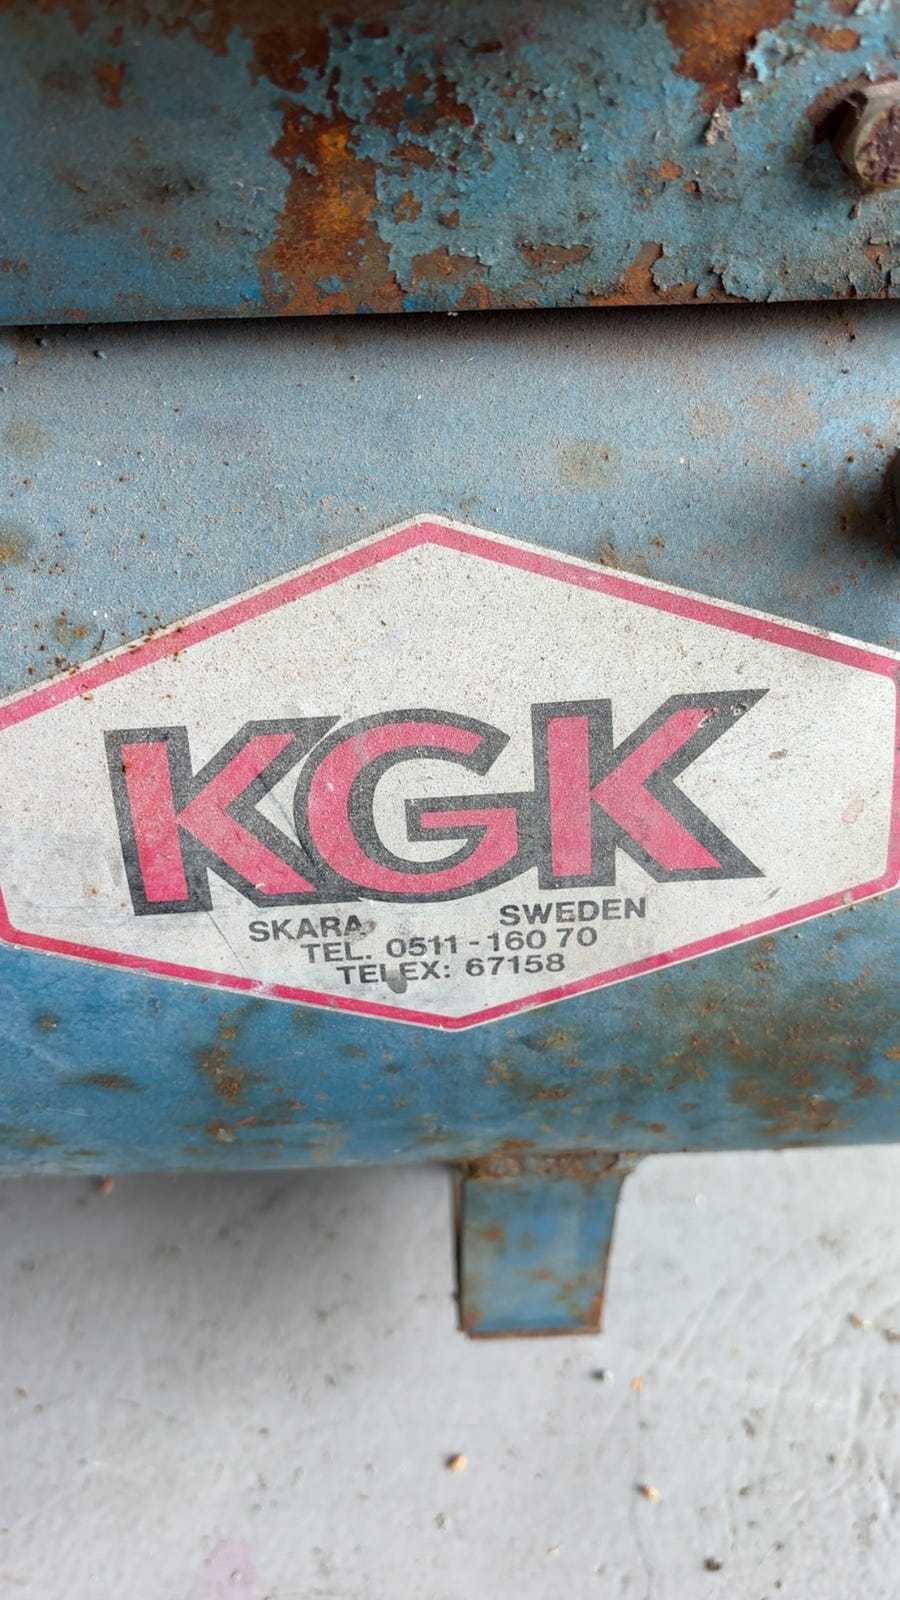 KGK
SKARA SWEDEN
TEL. 0511-160 70
TELEX: 67158